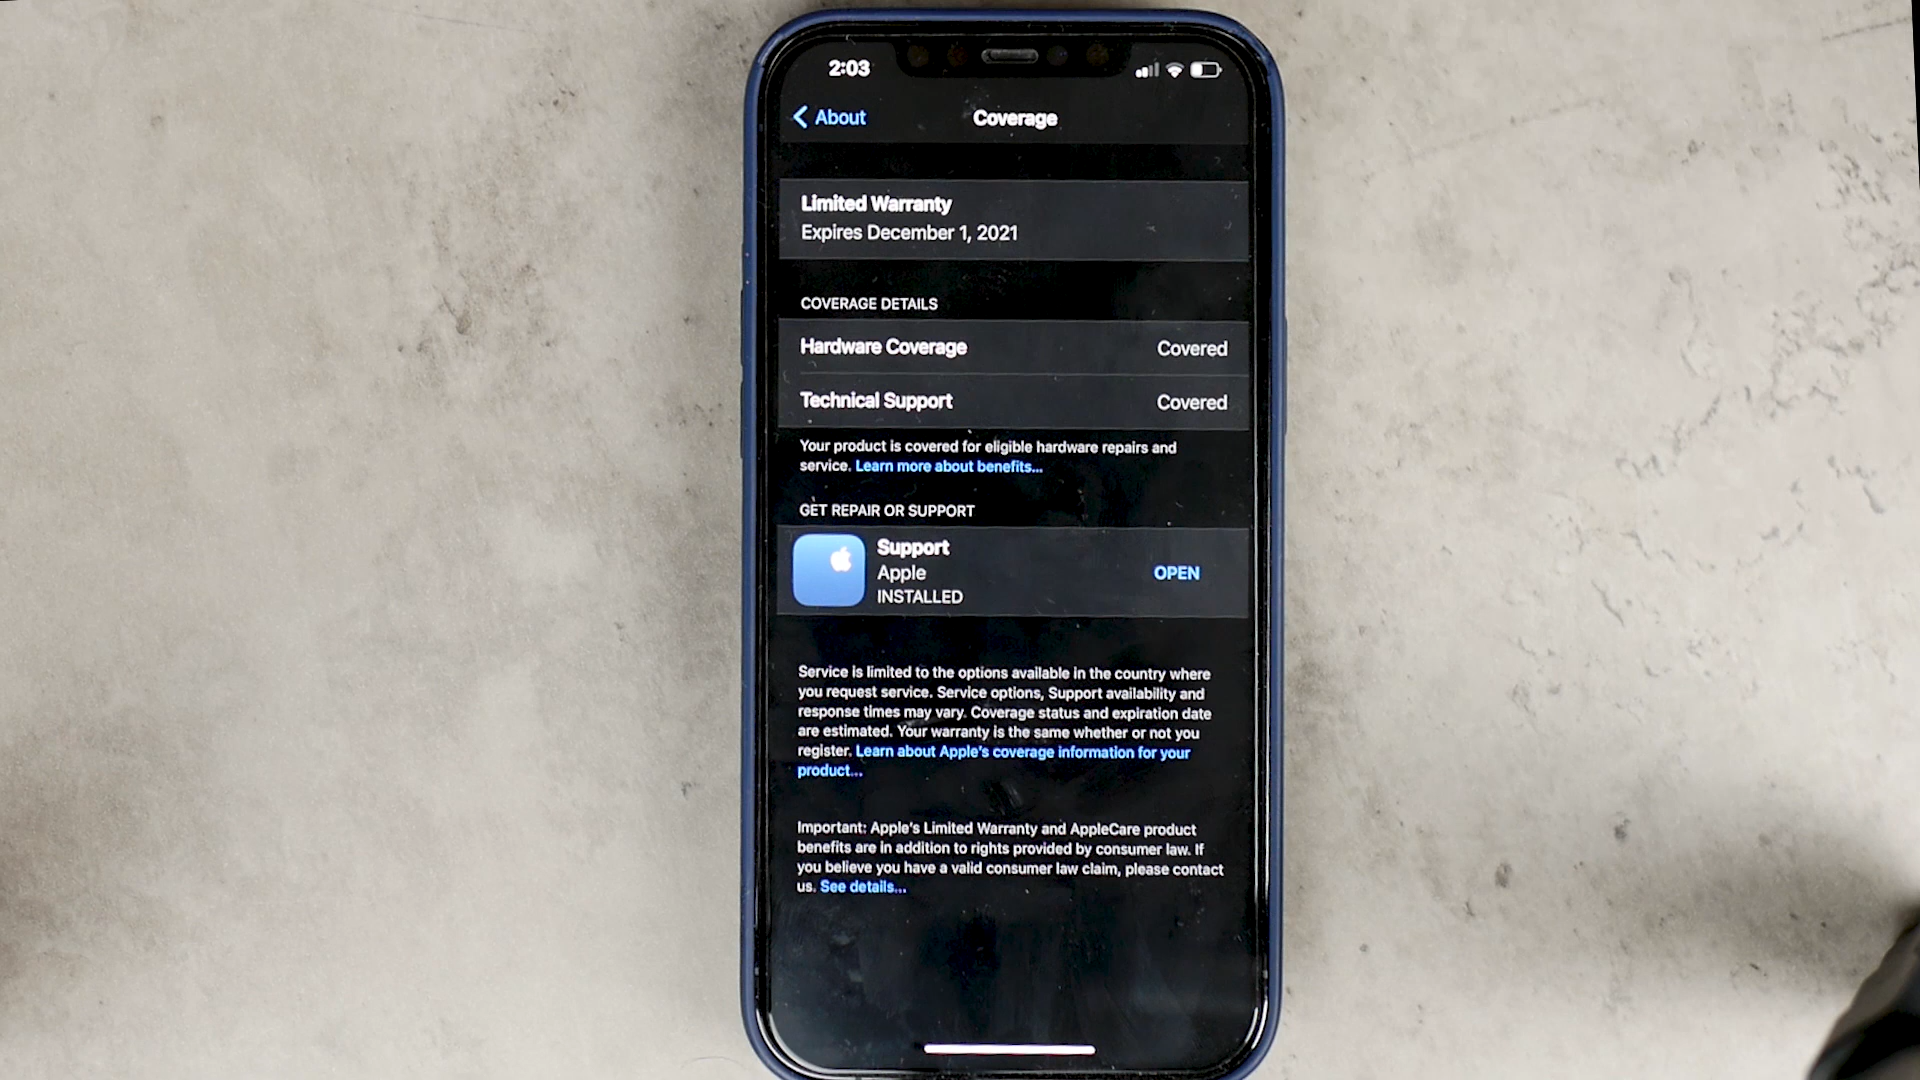 2:03
About
Coverage
Limited Warranty
Expires December 1, 2021
COVERAGE DETAILS
Hardware Coverage Covered
Technical Support Covered
Your product is covered for eligible hardware repairs and
service. Learn more about benefits...
GET REPAIR OR SUPPORT
Support
Apple
INSTALLED
OPEN
Service is limited to the options available in the country where
you request service. Service options, Support availability and
response times may vary. Coverage status and expiration date
are estimated. Your warranty is the same whether or not you
register. Learn about Apple's coverage information for your
product...
Important: Apple's Limited Warranty and AppleCare product
benefits are in addition to rights provided by consumer law. If
you believe you have a valid consumer law claim, please contact
us. See details...